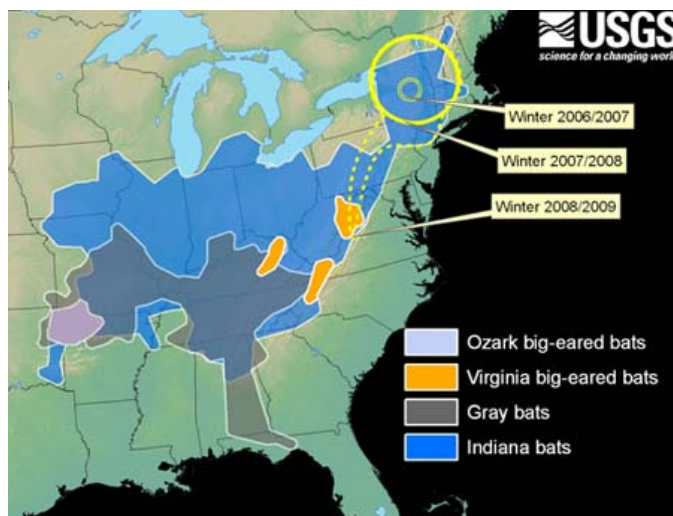 USGS
science for a changing world
Winter 2006/2007
Winter 2007/2008
Winter 2008/2009
Ozark big-eared bats
Virginia big-eared bats
Gray bats
Indiana bats